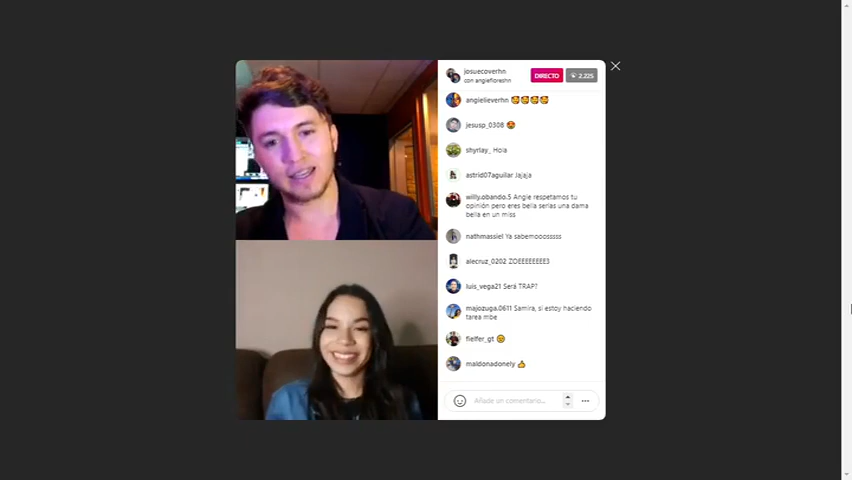 josuecoverhn
con angiefloreshn
DIRECTO
2,225
angielieverhn
jesusp_0308
shyrlay_ Hola
astrid07aguilar Jajaja
willy.obando.5 Angie respetamos tu
opinión pero eres bella serías una dama
bella en un miss
nathmassiel Ya sabemooosssss
alecruz_0202 ZOEEEEEEEE3
luis_vega21 Será TRAP?
majozuga.0611 Samira, si estoy haciendo
tarea mbe
fielfer_gt
maldonadonely
Añade un comentario...